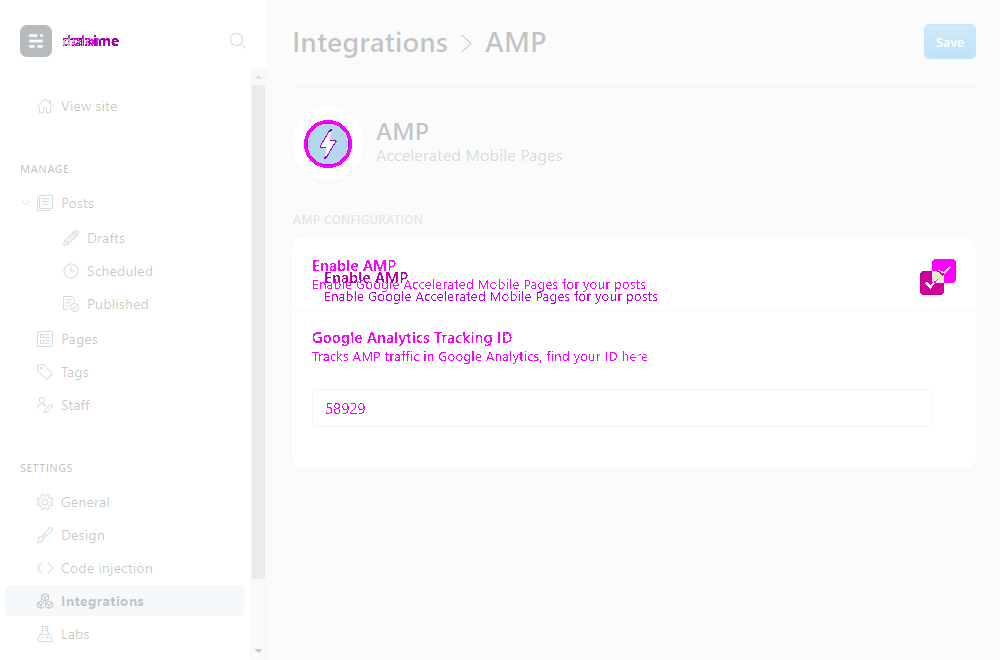 Integrations > AMP
Save
View site
AMP
Accelerated Mobile Pages
MANAGE
Posts
Drafts
Scheduled
Published
Pages
Tags
Staff
AMP CONFIGURATION
Enable AMP
Enable Google Accelerated Mobile Pages for your posts
Enable AMP
Enable Google Accelerated Mobile Pages for your posts
Google Analytics Tracking ID
Tracks AMP traffic in Google Analytics, find your ID here
58929
SETTINGS
General
Design
Code injection
Integrations
Labs